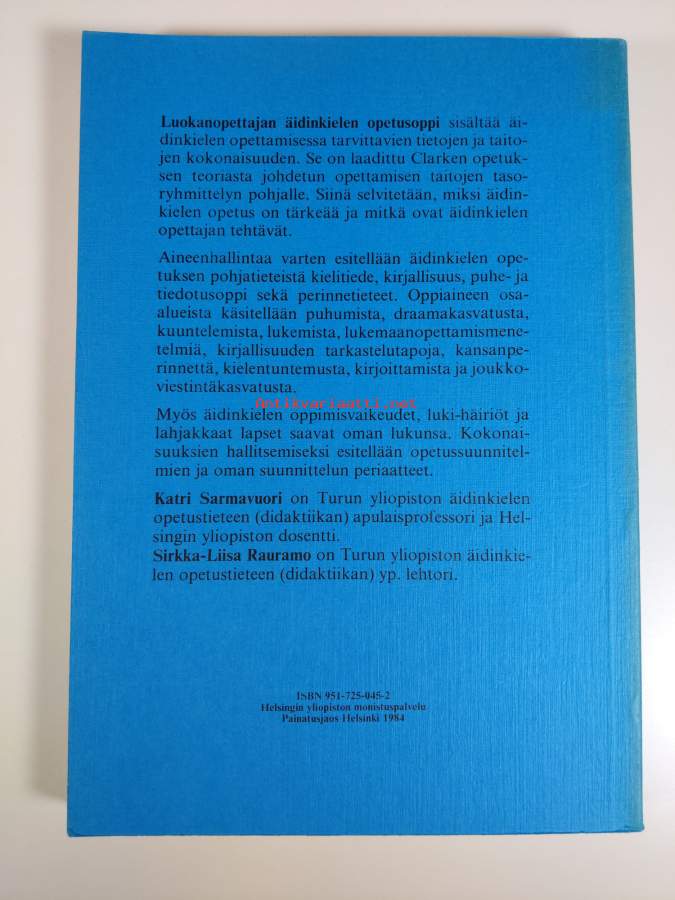 Luokanopettajan äidinkielen opetusoppi sisältää äi-
dinkielen opettamisessa tarvittavien tietojen ja taito-
jen kokonaisuuden. Se on laadittu Clarken opetuk-
sen teoriasta johdetun opettamisen taitojen taso-
ryhmittelyn pohjalle. Siinä selvitetään, miksi äidin-
kielen opetus on tärkeää ja mitkä ovat äidinkielen
opettajan tehtävät.
Aineenhallintaa varten esitellään äidinkielen ope-
tuksen pohjatieteistä kielitiede, kirjallisuus, puhe- ja
tiedotusoppi sekä perinnetieteet. Oppiaineen osa-
alueista käsitellään puhumista, draamakasvatusta,
kuuntelemista, lukemista, lukemaanopettamismene-
telmiä, kirjallisuuden tarkastelutapoja, kansanpe-
rinnettä, kielentuntemusta, kirjoittamista ja joukko-
viestintäkasvatusta.
Antikvariaatti.net
Myös äidinkielen oppimisvaikeudet, luki-häiriöt ja
lahjakkaat lapset saavat oman lukunsa. Kokonai-
suuksien hallitsemiseksi esitellään opetussuunnitel-
mien ja oman suunnittelun periaatteet.
Katri Sarmavuori on Turun yliopiston äidinkielen
opetustieteen (didaktiikan) apulaisprofessori ja Hel-
singin yliopiston dosentti.
Sirkka-Liisa Rauramo on Turun yliopiston äidinkie-
len opetustieteen (didaktiikan) yp. lehtori.
ISBN 951-725-045-2
Helsingin yliopiston monistuspalvelu
Painatusjaos Helsinki 1984